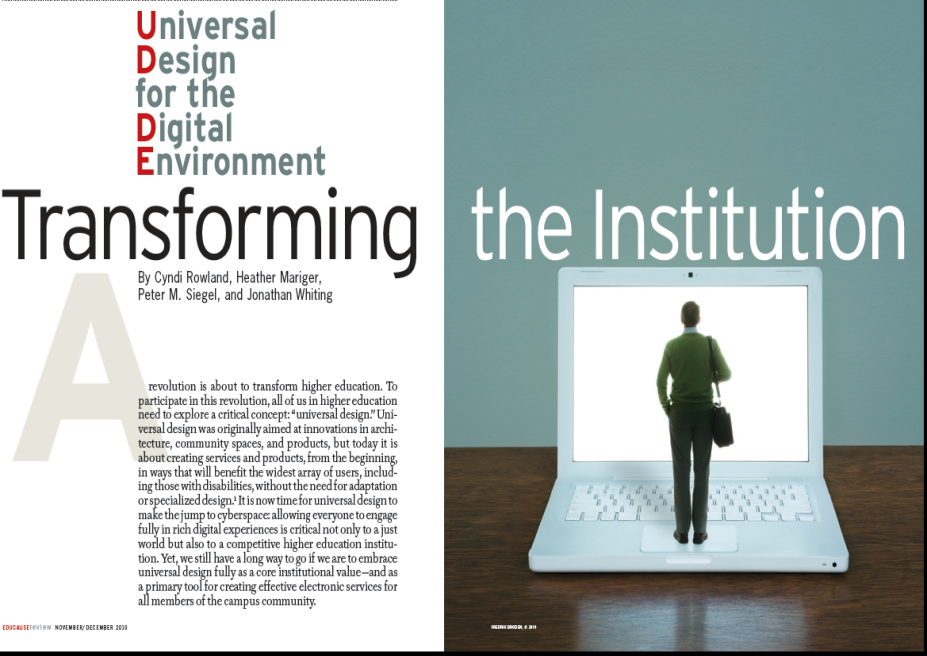 Universal
Design
for the
Digital
Environment
Transforming the Institution
By Cyndi Rowland, Heather Mariger,
Peter M. Siegel, and Jonathan Whiting
A revolution is about to transform higher education. To
participate in this revolution, all of us in higher education
need to explore a critical concept: “universal design.” Uni-
versal design was originally aimed at innovations in archi-
tecture, community spaces, and products, but today it is
about creating services and products, from the beginning,
in ways that will benefit the widest array of users, includ-
ing those with disabilities, without the need for adaptation
or specialized design.¹ It is now time for universal design to
make the jump to cyberspace: allowing everyone to engage
fully in rich digital experiences is critical not only to a just
world but also to a competitive higher education institu-
tion. Yet, we still have a long way to go if we are to embrace
universal design fully as a core institutional value—and as
a primary tool for creating effective electronic services for
all members of the campus community.
EDUCAUSEreview NOVEMBER/DECEMBER 2010